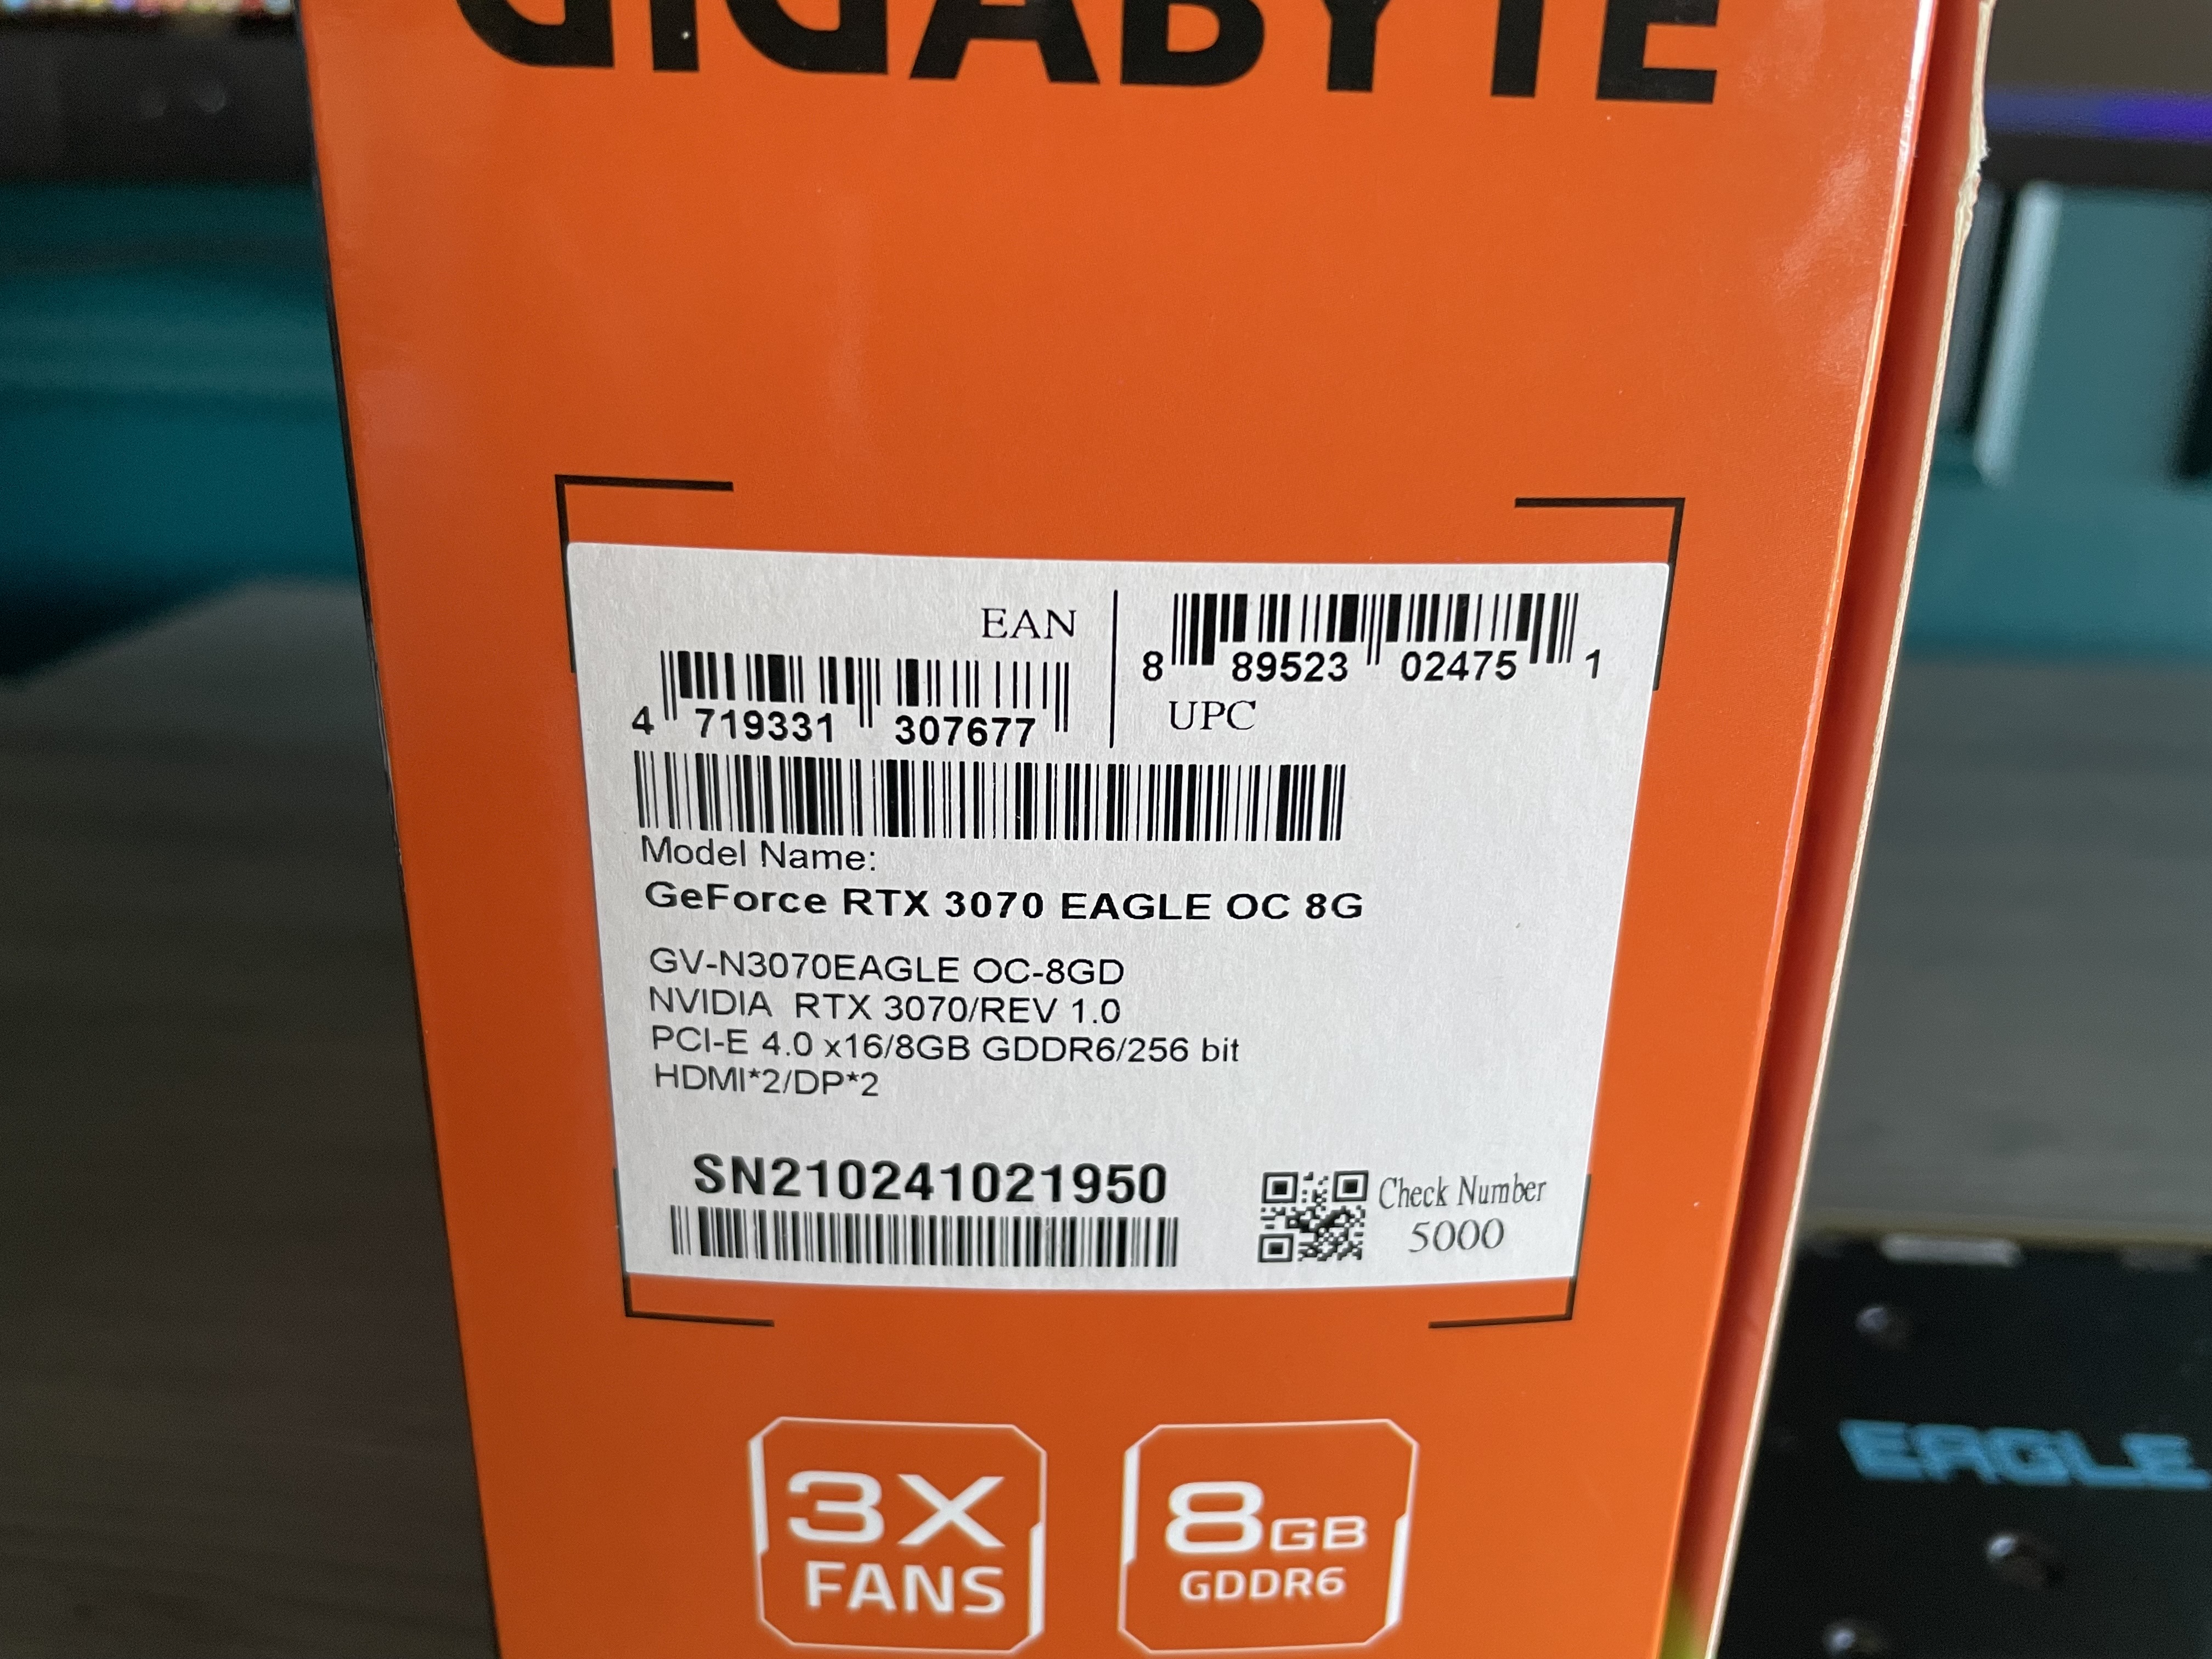 GIGABYTE
EAN
4 719331 307677
8 89523 02475 1
UPC
Model Name:
GeForce RTX 3070 EAGLE OC 8G
GV-N3070EAGLE OC-8GD
NVIDIA RTX 3070/REV 1.0
PCI-E 4.0 x16/8GB GDDR6/256 bit
HDMI*2/DP*2
SN210241021950
Check Number
5000
3X
FANS
8GB
GDDR6
EAGLE